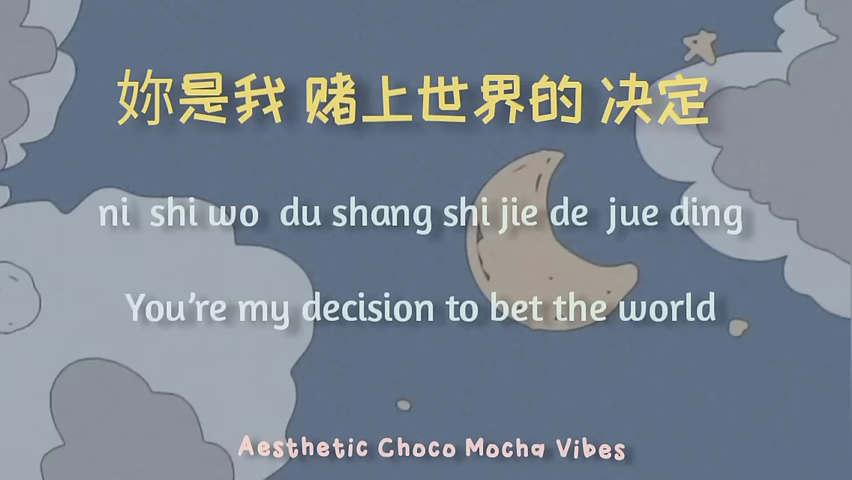 妳是我 赌上世界的 决定
ni shi wo du shang shi jie de jue ding
You're my decision to bet the world
Aesthetic Choco Mocha Vibes